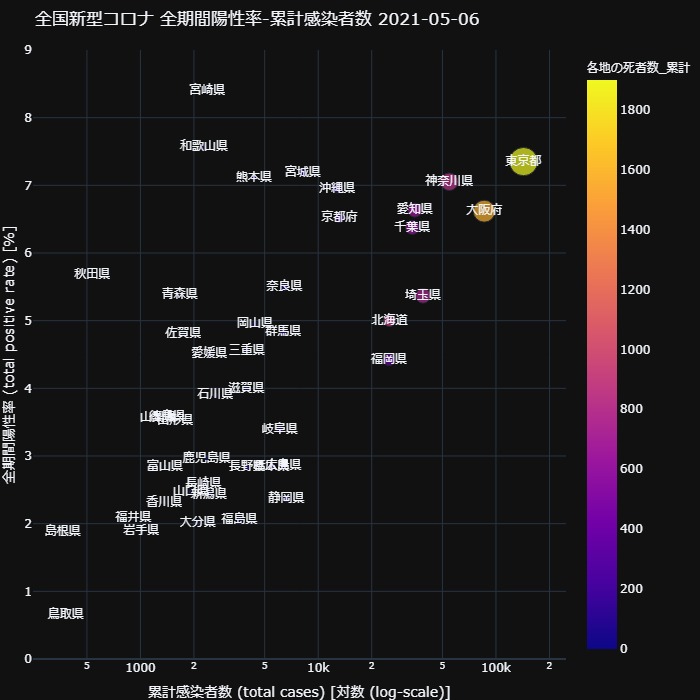 全国新型コロナ 全期間陽性率-累計感染者数 2021-05-06
各地の死者数_累計
9
8
7
6
5
4
3
2
1
0
全期間陽性率 (total positive rate) [%]
宮崎県
和歌山県
東京都
宮城県
熊本県
神奈川県
沖縄県
愛知県
大阪府
京都府
千葉県
秋田県
奈良県
青森県
埼玉県
北海道
岡山県
群馬県
佐賀県
三重県
愛媛県
福岡県
滋賀県
石川県
岐阜県
鹿児島県
富山県
長野県
長崎県
静岡県
香川県
福井県
福島県
大分県
島根県
岩手県
鳥取県
5
1000
2
5
10k
2
5
100k
2
累計感染者数 (total cases) [対数 (log-scale)]
1800
1600
1400
1200
1000
800
600
400
200
0